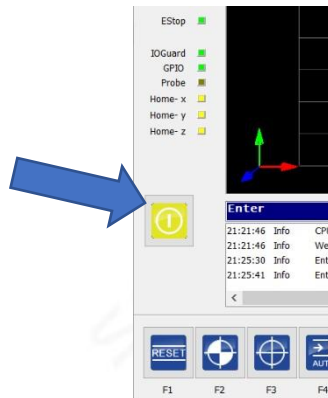 EStop
IOGuard
GPIO
Probe
Home- x
Home- y
Home- z
Enter
21:21:46 Info CPU
21:21:46 Info We
21:25:30 Info Ent
21:25:41 Info Ent
RESET
AUT
F1 F2 F3 F4